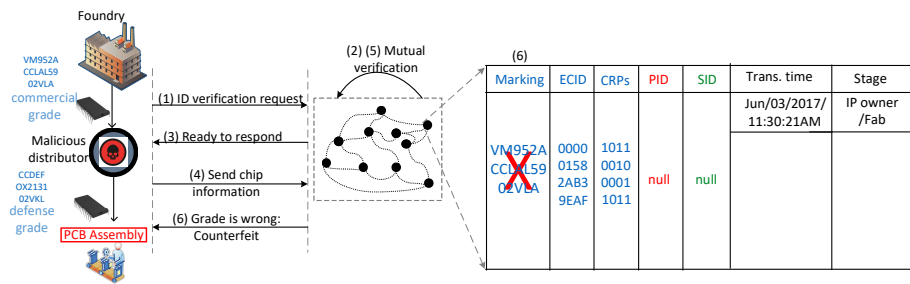 Foundry
VM952A
CCLAL59
02VLA
commercial
grade
Malicious
distributor
CCDEF
OX2131
02VKL
defense
grade
PCB Assembly
(1) ID verification request
(3) Ready to respond
(4) Send chip
information
(6) Grade is wrong:
Counterfeit
(2) (5) Mutual
verification
(6)
Marking ECID CRPs PID SID Trans. time Stage
Jun/03/2017/ IP owner
11:30:21AM /Fab
VM952A 0000 1011
CCLAL59 0158 0010 null null
02VLA 2AB3 0001
9EAF 1011